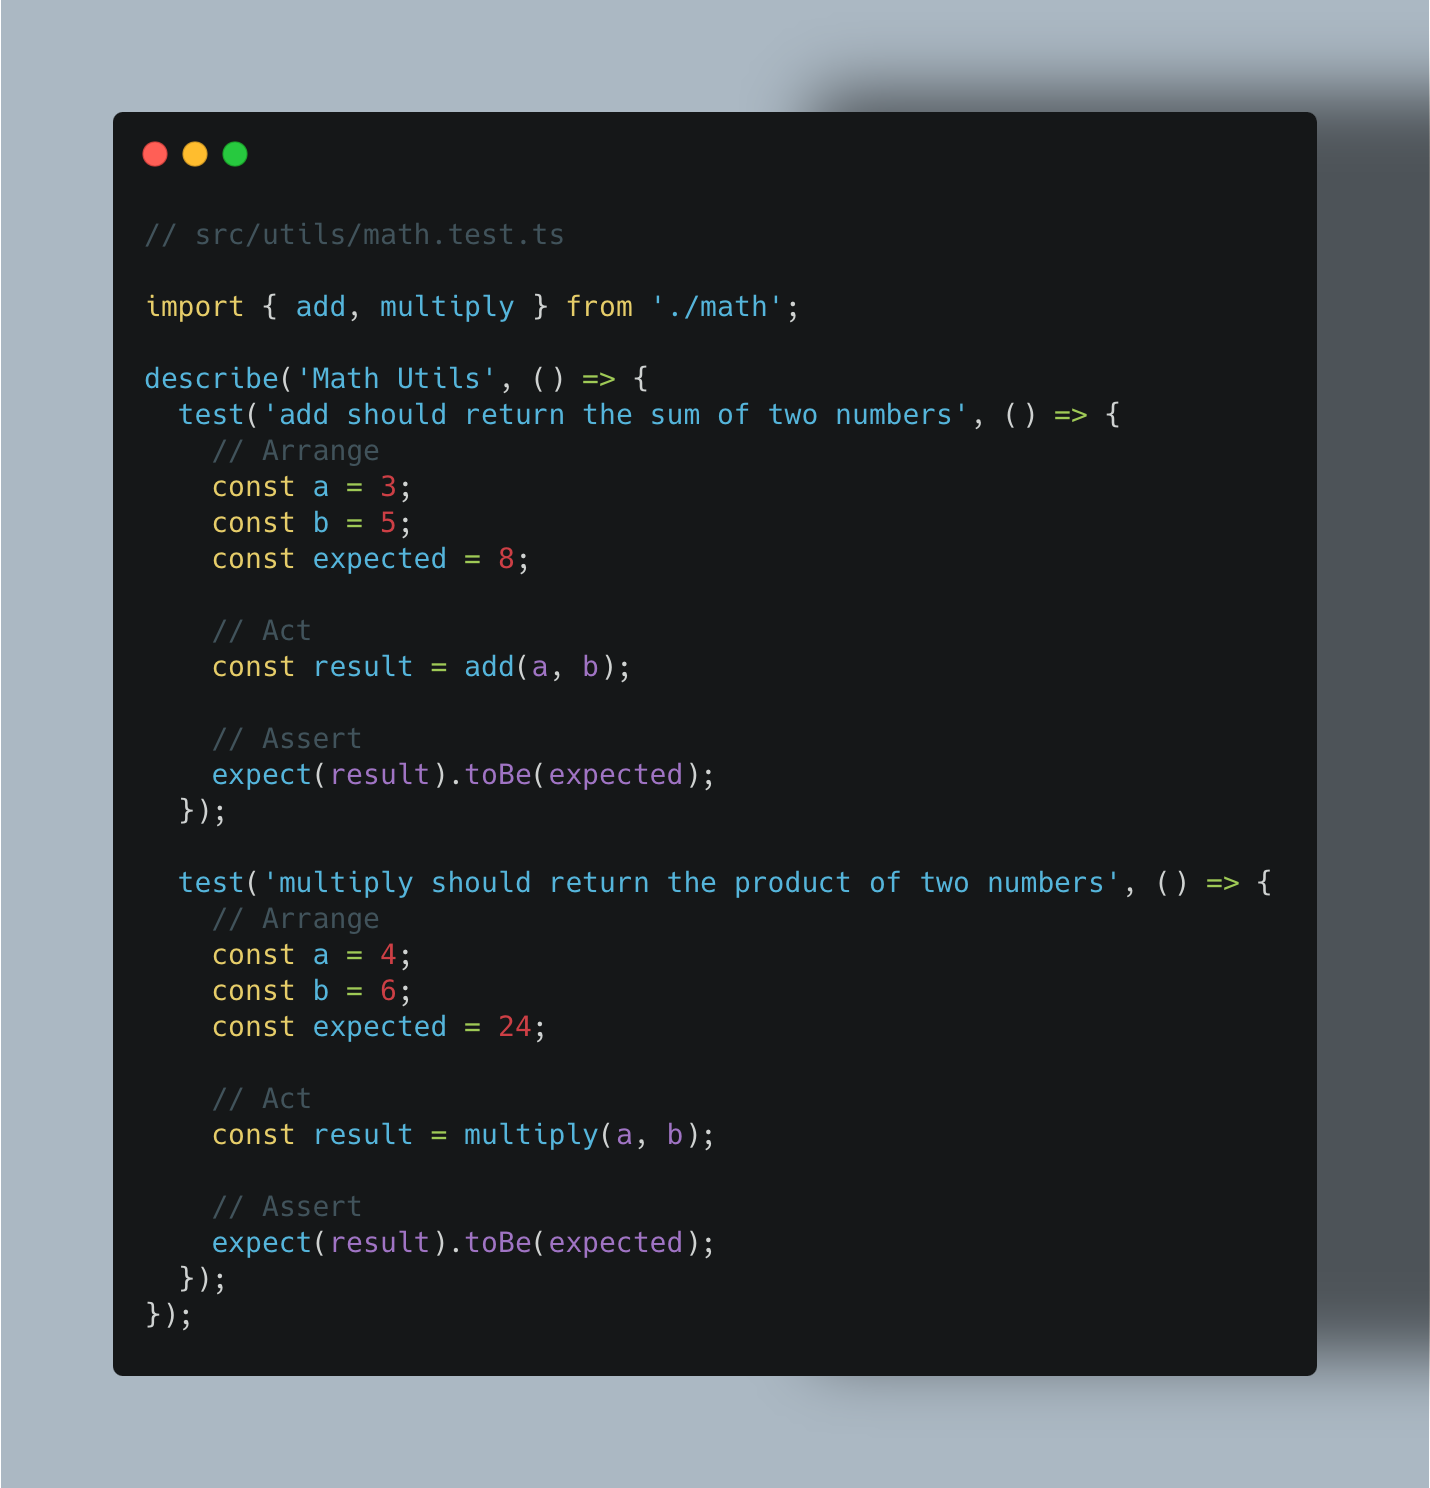 // src/utils/math.test.ts
import { add, multiply } from './math';
describe('Math Utils', () => {
  test('add should return the sum of two numbers', () => {
    // Arrange
    const a = 3;
    const b = 5;
    const expected = 8;
    // Act
    const result = add(a, b);
    // Assert
    expect(result).toBe(expected);
  });
  test('multiply should return the product of two numbers', () => {
    // Arrange
    const a = 4;
    const b = 6;
    const expected = 24;
    // Act
    const result = multiply(a, b);
    // Assert
    expect(result).toBe(expected);
  });
});